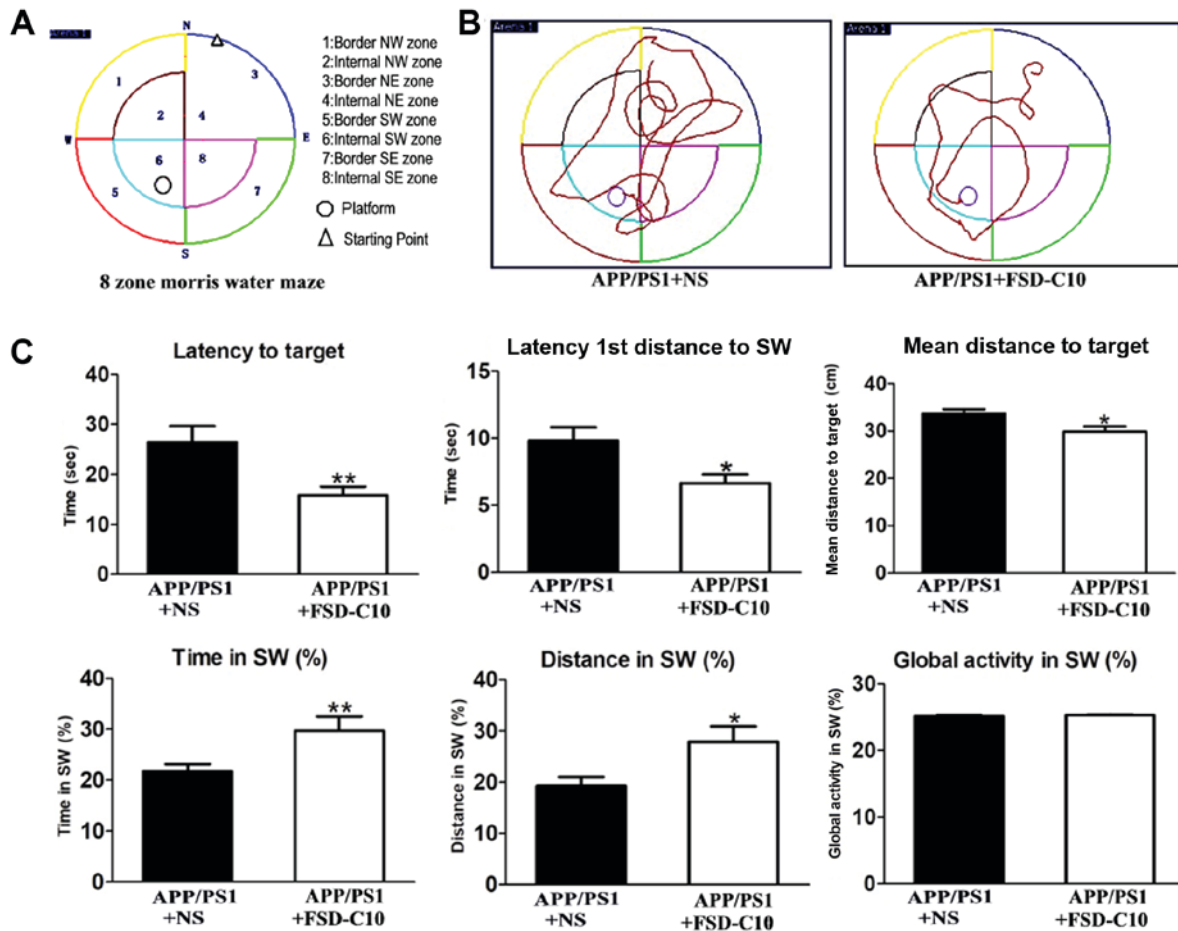 A
Arena 1
N
W
E
S
1
2
3
4
5
6
7
8
1:Border NW zone
2:Internal NW zone
3:Border NE zone
4:Internal NE zone
5:Border SW zone
6:Internal SW zone
7:Border SE zone
8:Internal SE zone
Platform
Starting Point
8 zone morris water maze
B
APP/PS1+NS
APP/PS1+FSD-C10
C
Latency to target
Time (sec)
40
30
20
10
0
**
APP/PS1
+NS
APP/PS1
+FSD-C10
Latency 1st distance to SW
Time (sec)
15
10
5
0
*
APP/PS1
+NS
APP/PS1
+FSD-C10
Mean distance to target
Mean distance to target (cm)
40
30
20
10
0
*
APP/PS1
+NS
APP/PS1
+FSD-C10
Time in SW (%)
Time in SW (%)
40
30
20
10
0
**
APP/PS1
+NS
APP/PS1
+FSD-C10
Distance in SW (%)
Distance in SW (%)
40
30
20
10
0
*
APP/PS1
+NS
APP/PS1
+FSD-C10
Global activity in SW (%)
Global activity in SW (%)
30
20
10
0
APP/PS1
+NS
APP/PS1
+FSD-C10